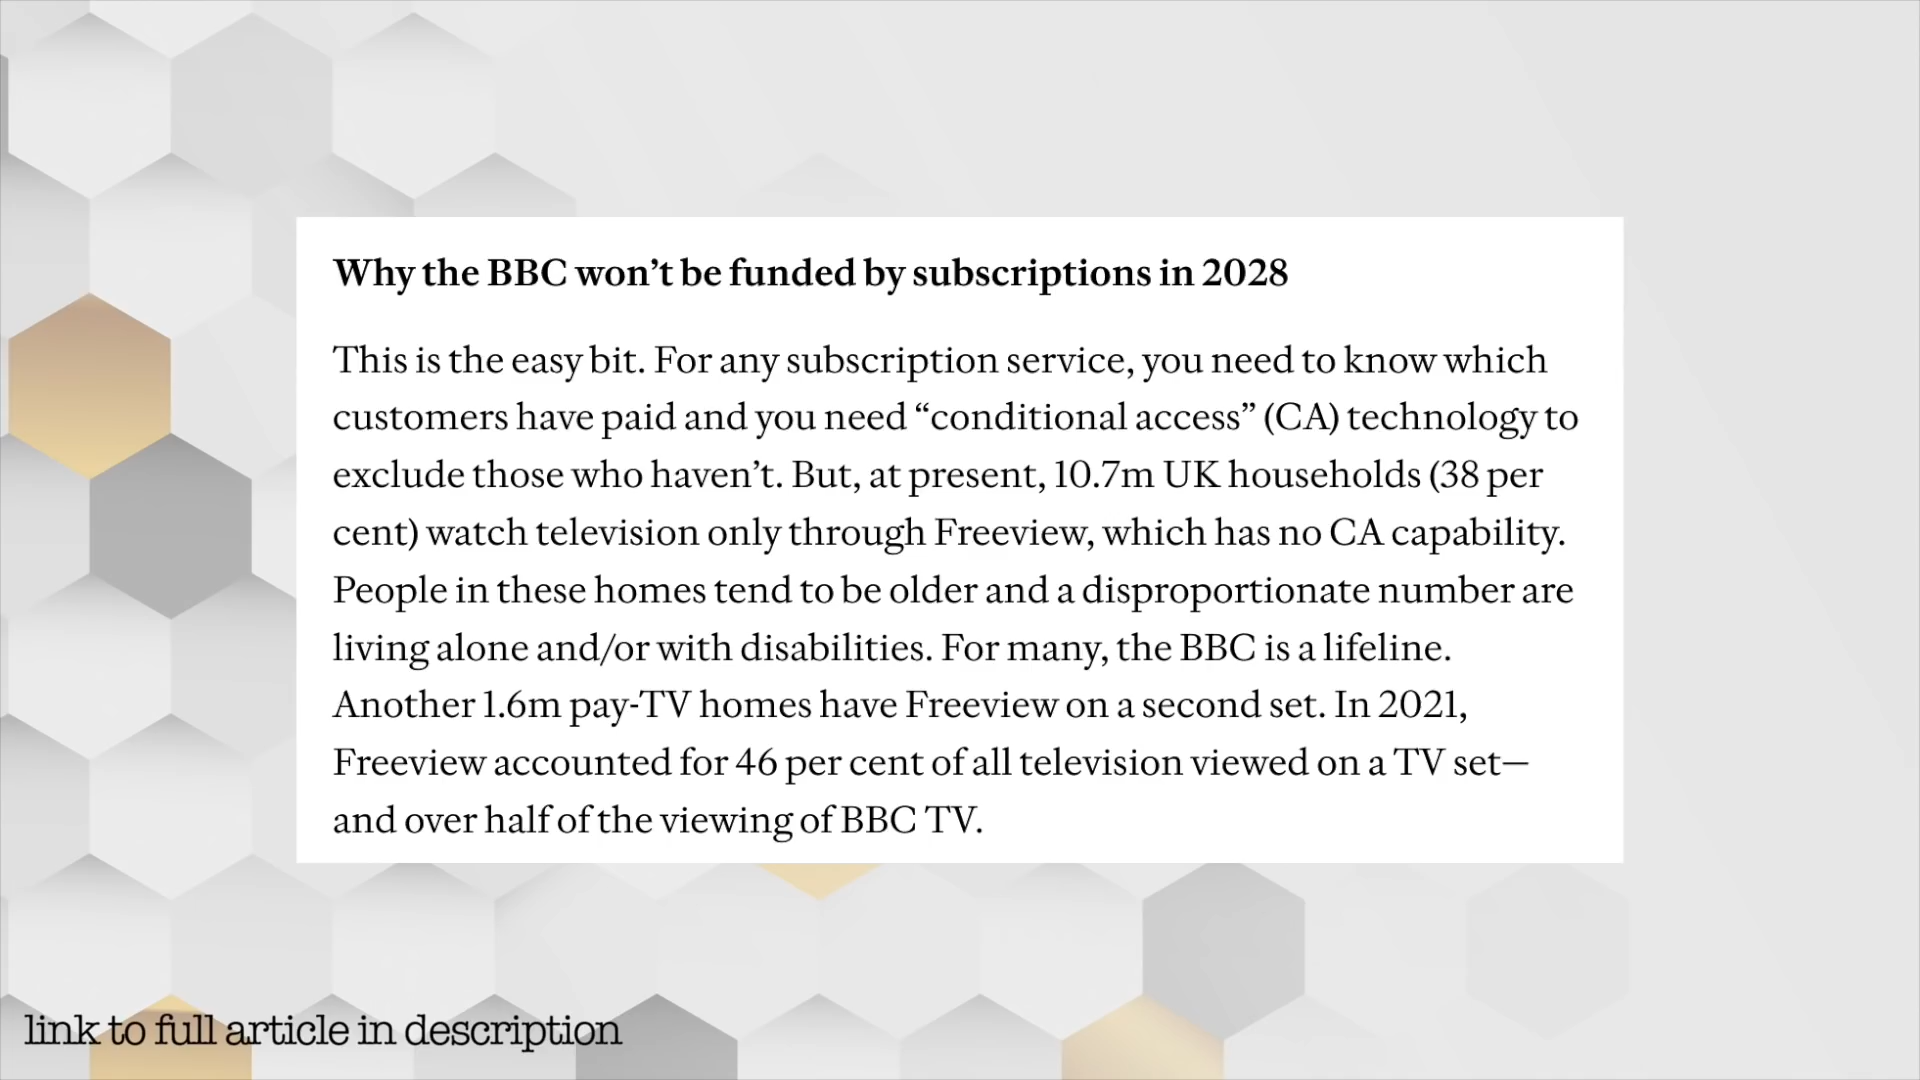 Why the BBC won’t be funded by subscriptions in 2028
This is the easy bit. For any subscription service, you need to know which
customers have paid and you need “conditional access” (CA) technology to
exclude those who haven’t. But, at present, 10.7m UK households (38 per
cent) watch television only through Freeview, which has no CA capability.
People in these homes tend to be older and a disproportionate number are
living alone and/or with disabilities. For many, the BBC is a lifeline.
Another 1.6m pay-TV homes have Freeview on a second set. In 2021,
Freeview accounted for 46 per cent of all television viewed on a TV set—
and over half of the viewing of BBC TV.
link to full article in description